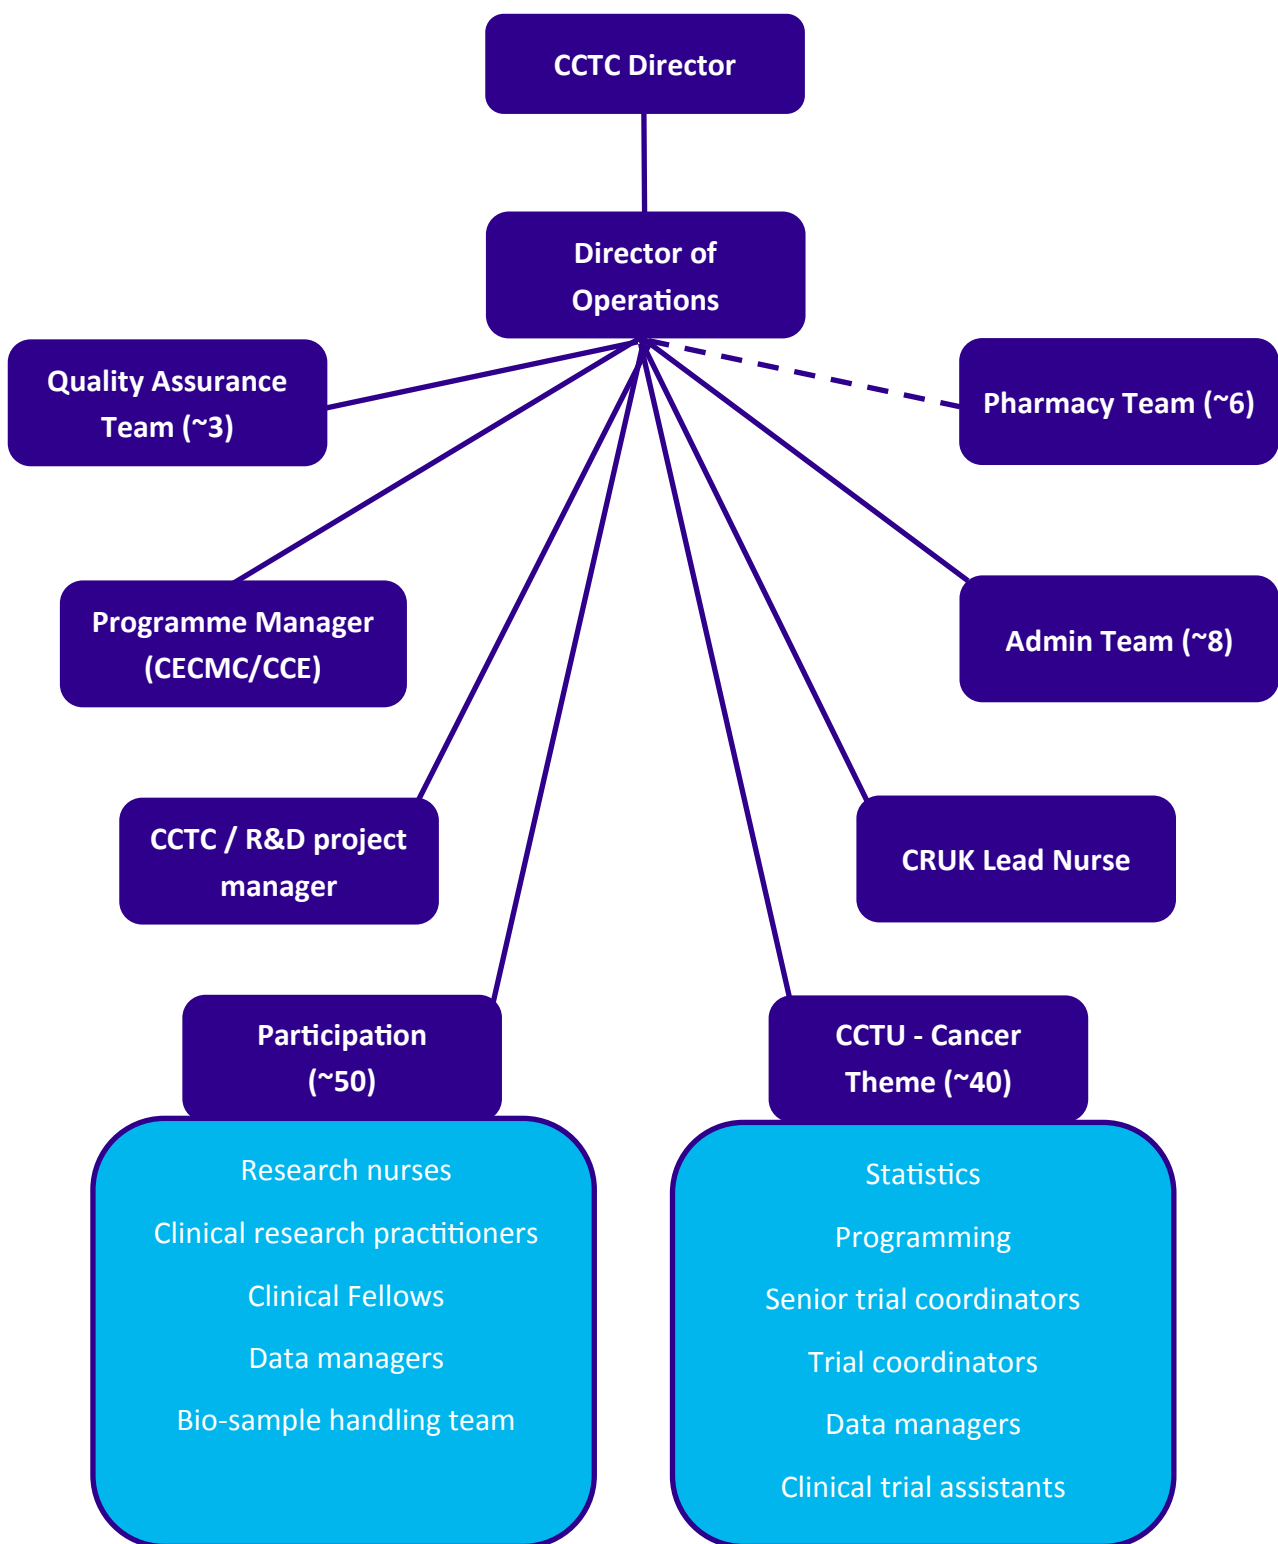 CCTC Director
Director of
Operations
Quality Assurance
Team (~3)
Pharmacy Team (~6)
Programme Manager
(CECMC/CCE)
Admin Team (~8)
CCTC / R&D project
manager
CRUK Lead Nurse
Participation
(~50)
Research nurses
Clinical research practitioners
Clinical Fellows
Data managers
Bio-sample handling team
CCTU - Cancer
Theme (~40)
Statistics
Programming
Senior trial coordinators
Trial coordinators
Data managers
Clinical trial assistants